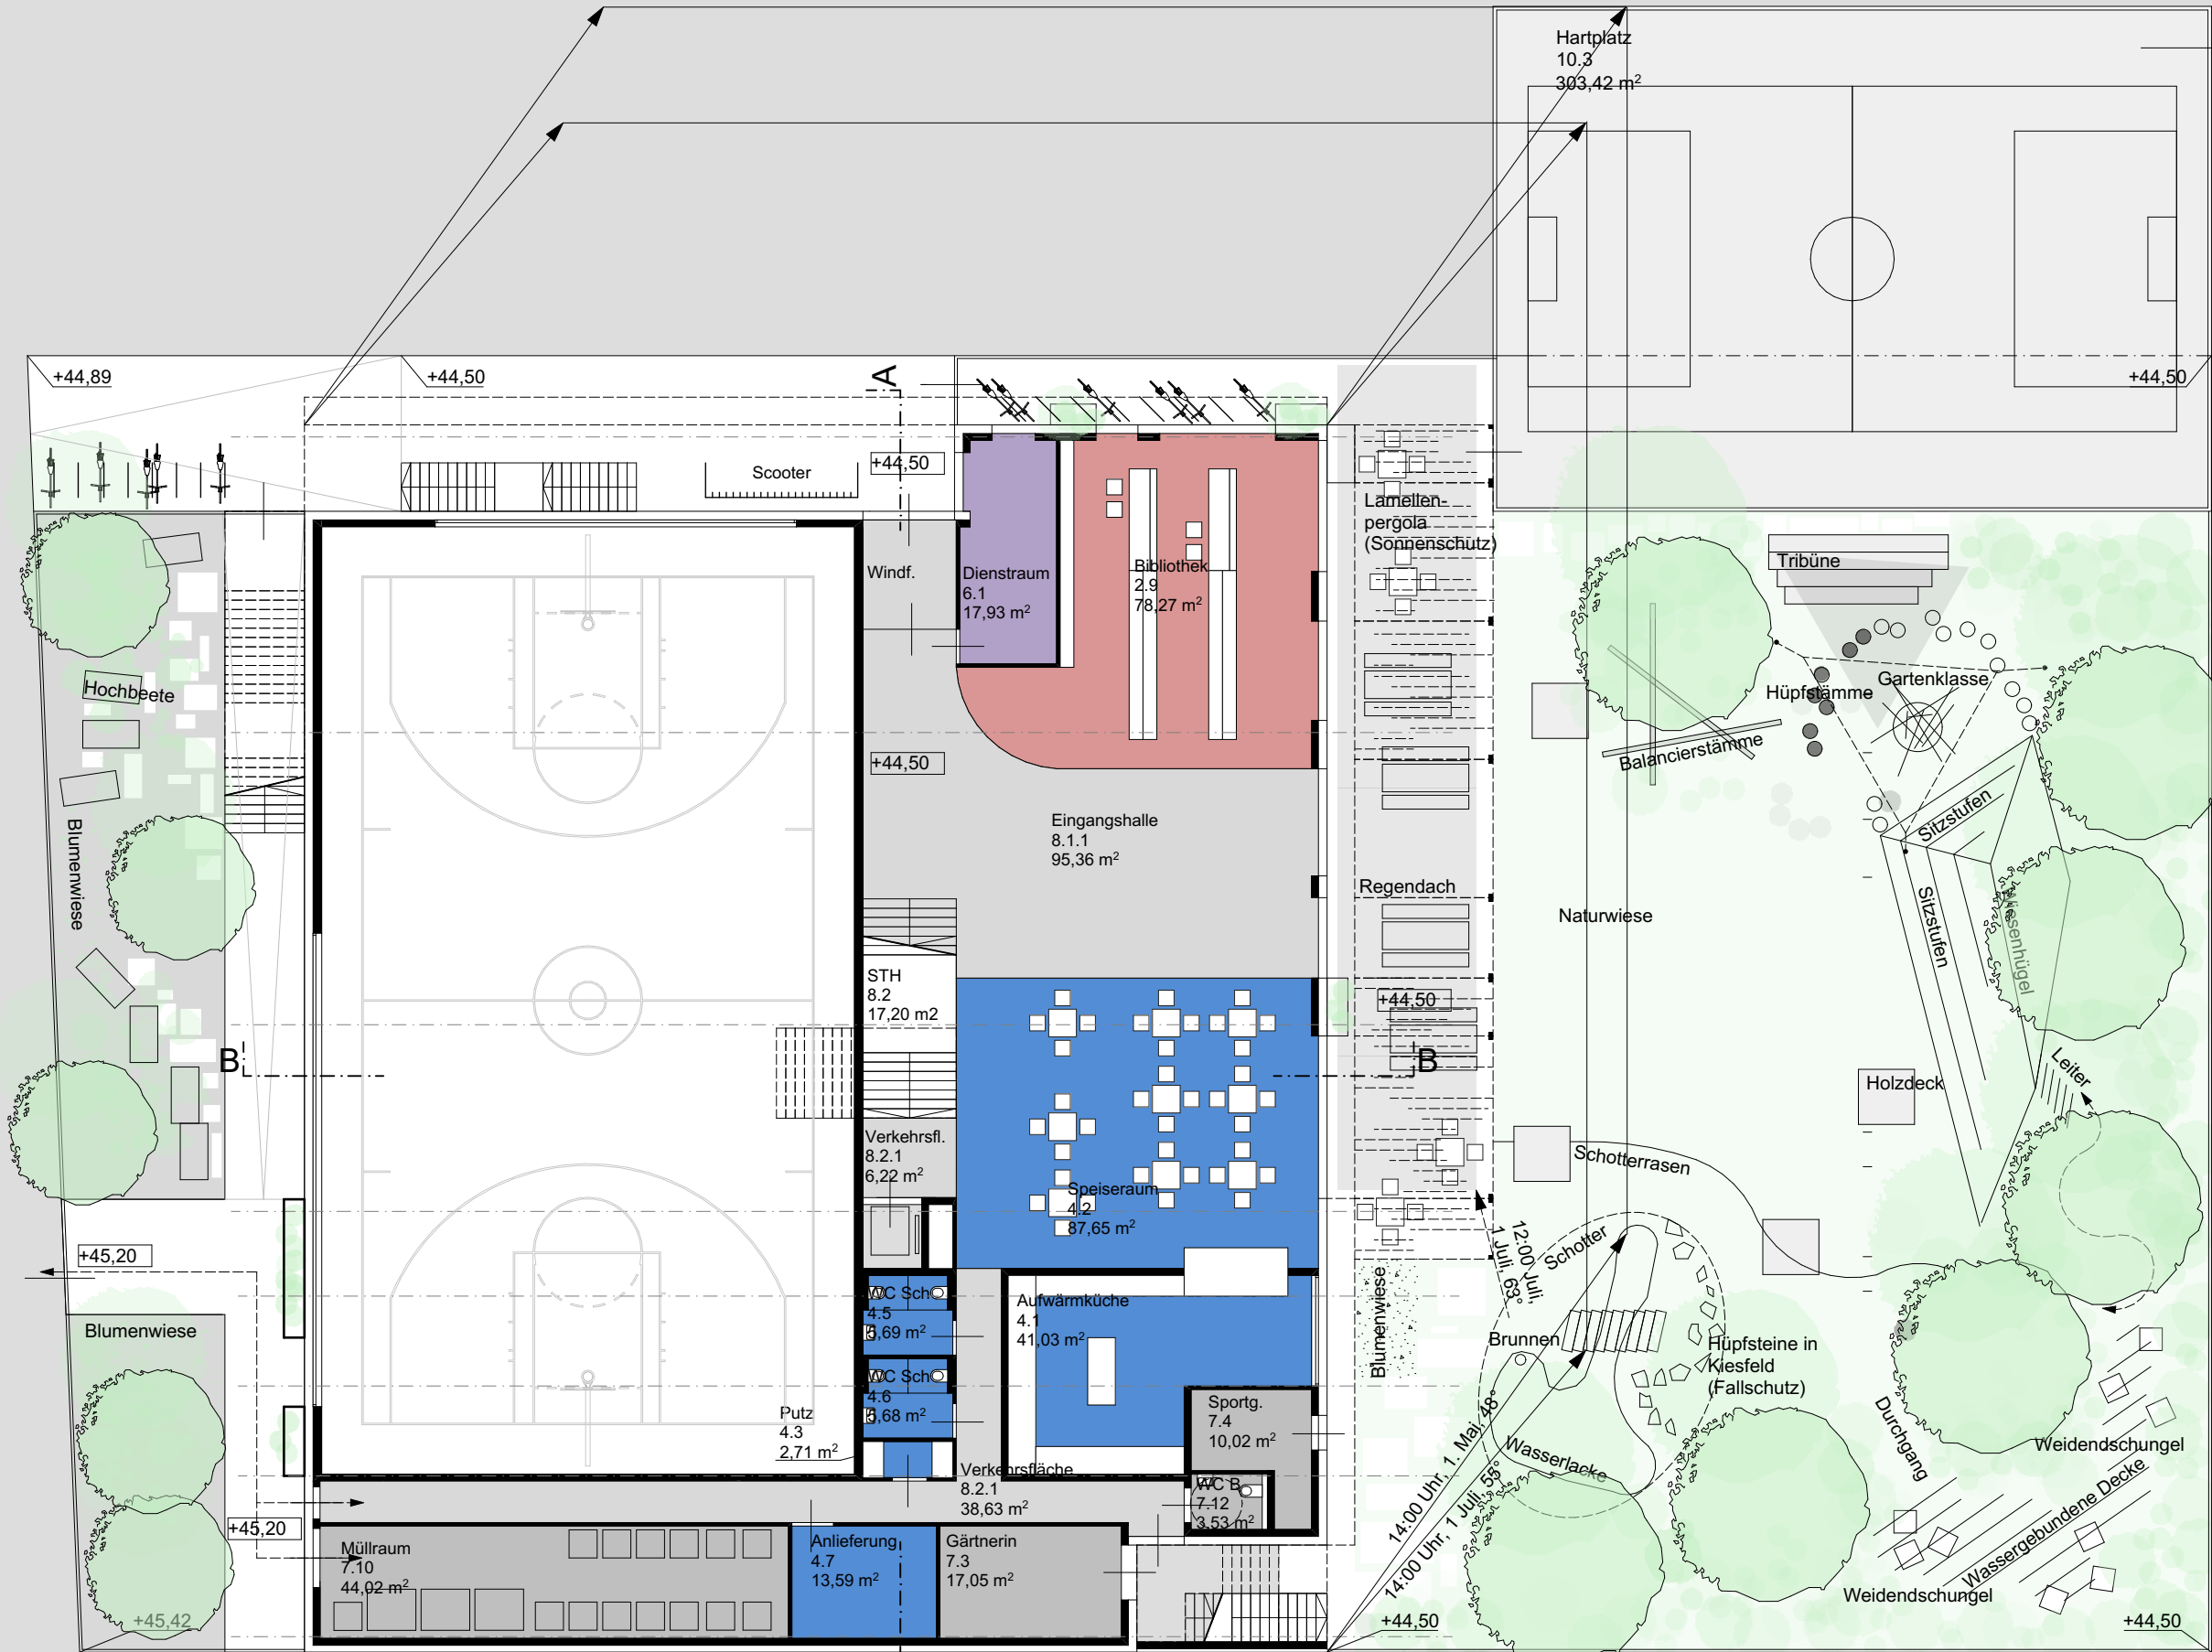 Hartplatz
10.3
303,42 m²
+44,89
+44,50
A
+44,50
+44,50
Scooter
Lamellen-
pergola
(Sonnenschutz)
Windf.
Dienstraum
6.1
17,93 m²
Bibliothek
2.9
78,27 m²
Tribüne
Hochbeete
Hüpfstämme
Gartenklasse
Balancierstämme
+44,50
Blumenwiese
Eingangshalle
8.1.1
95,36 m²
Sitzstufen
Regendach
Naturwiese
Sitzstufen
Wiesenhügel
STH
8.2
17,20 m2
+44,50
B
B
Leiter
Holzdeck
Verkehrsfl.
8.2.1
6,22 m²
Schotterrasen
Speiseraum
4.2
87,65 m²
+45,20
12:00 Juli,
1 Juli, 63°
Schotter
WC Sch
4.5
5,69 m²
Aufwärmküche
4.1
41,03 m²
Blumenwiese
Blumenwiese
Brunnen
Hüpfsteine in
Kiesfeld
(Fallschutz)
WC Sch
4.6
5,68 m²
Putz
4.3
2,71 m²
Sportg.
7.4
10,02 m²
14:00 Uhr, 1. Mai, 48°
14:00 Uhr, 1 Juli, 55°
Wasserlacke
Durchgang
Weidendschungel
Verkehrsfläche
8.2.1
38,63 m²
WC B
7.12
3,53 m²
Wassergebundene Decke
+45,20
Müllraum
7.10
44,02 m²
Anlieferung
4.7
13,59 m²
Gärtnerin
7.3
17,05 m²
Weidendschungel
+45,42
+44,50
+44,50